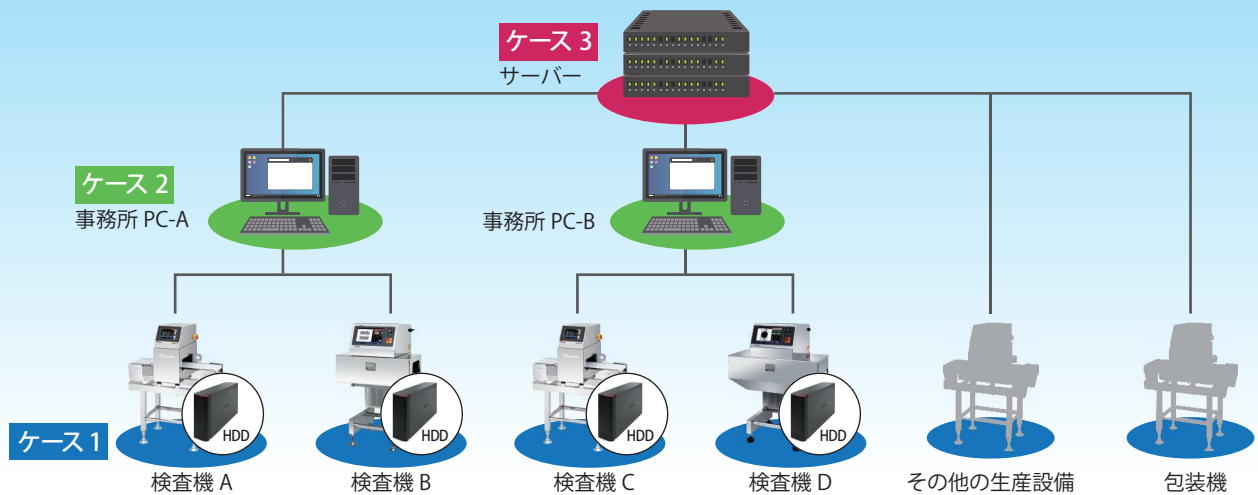 ケース 3
サーバー
ケース 2
事務所 PC-A
事務所 PC-B
HDD
HDD
HDD
HDD
ケース 1
検査機 A
検査機 B
検査機 C
検査機 D
その他の生産設備
包装機